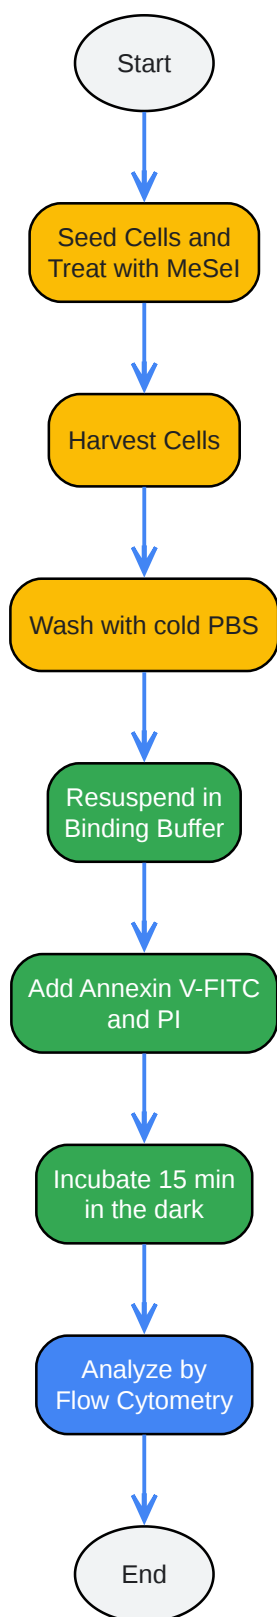 Start
Seed Cells and
Treat with MeSeI
Harvest Cells
Wash with cold PBS
Resuspend in
Binding Buffer
Add Annexin V-FITC
and PI
Incubate 15 min
in the dark
Analyze by
Flow Cytometry
End